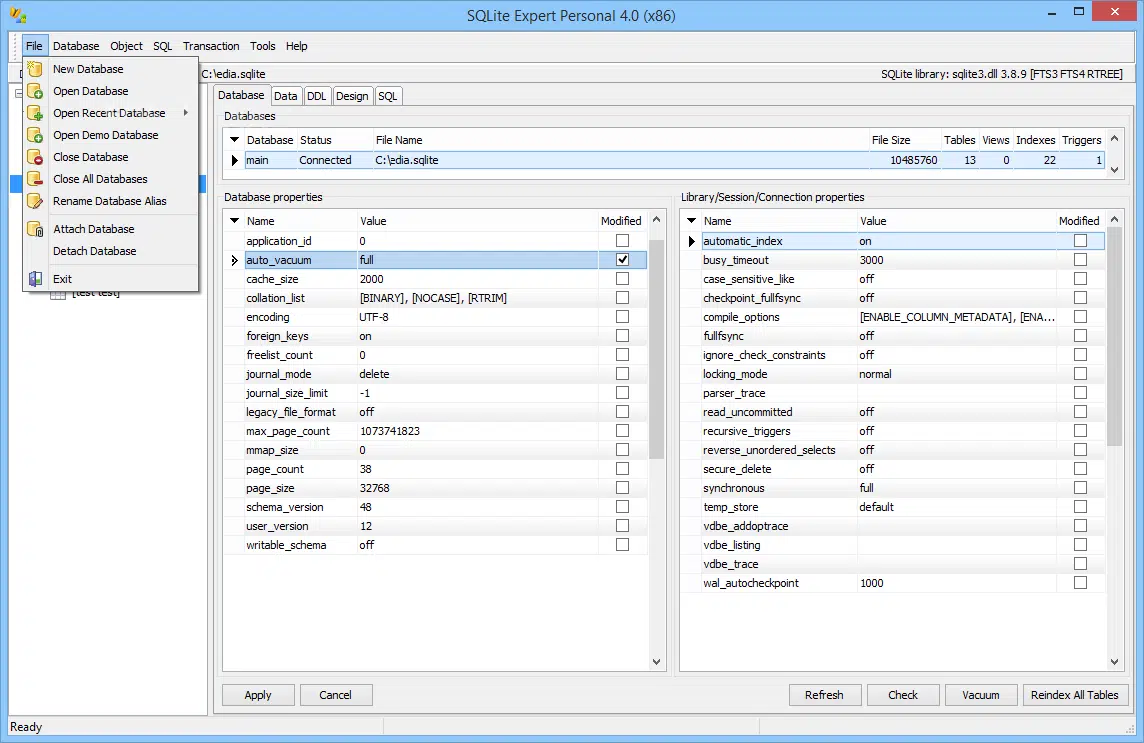 SQLite Expert Personal 4.0 (x86)
File Database Object SQL Transaction Tools Help
C:\edia.sqlite SQLite library: sqlite3.dll 3.8.9 [FTS3 FTS4 RTREE]
New Database
Open Database
Open Recent Database
Open Demo Database
Close Database
Close All Databases
Rename Database Alias
Attach Database
Detach Database
Exit
Database Data DDL Design SQL
Databases
Database Status File Name File Size Tables Views Indexes Triggers
main Connected C:\edia.sqlite 10485760 13 0 22 1
Database properties
Name Value Modified
application_id 0
auto_vacuum full
cache_size 2000
collation_list [BINARY], [NOCASE], [RTRIM]
encoding UTF-8
foreign_keys on
freelist_count 0
journal_mode delete
journal_size_limit -1
legacy_file_format off
max_page_count 1073741823
mmap_size 0
page_count 38
page_size 32768
schema_version 48
user_version 12
writable_schema off
Library/Session/Connection properties
Name Value Modified
automatic_index on
busy_timeout 3000
case_sensitive_like off
checkpoint_fullfsync off
compile_options [ENABLE_COLUMN_METADATA], [ENA...
fullfsync off
ignore_check_constraints off
locking_mode normal
parser_trace
read_uncommitted off
recursive_triggers off
reverse_unordered_selects off
secure_delete off
synchronous full
temp_store default
vdbe_addoptrace
vdbe_listing
vdbe_trace
wal_autocheckpoint 1000
Apply Cancel Refresh Check Vacuum Reindex All Tables
Ready